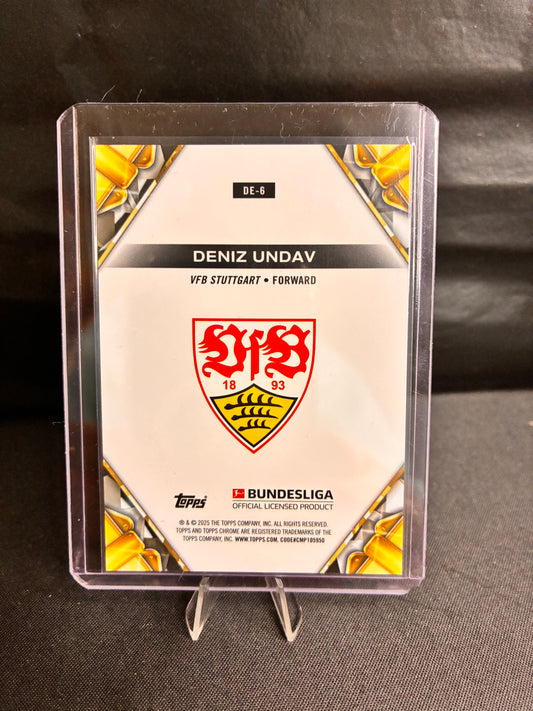 DE-6
DENIZ UNDAV
VFB STUTTGART • FORWARD
VfB
18 93
Topps
BUNDESLIGA
OFFICIAL LICENSED PRODUCT
® & © 2025 THE TOPPS COMPANY, INC. ALL RIGHTS RESERVED.
TOPPS AND TOPPS CHROME ARE REGISTERED TRADEMARKS OF THE
TOPPS COMPANY, INC. WWW.TOPPS.COM. CODE#CMP105950